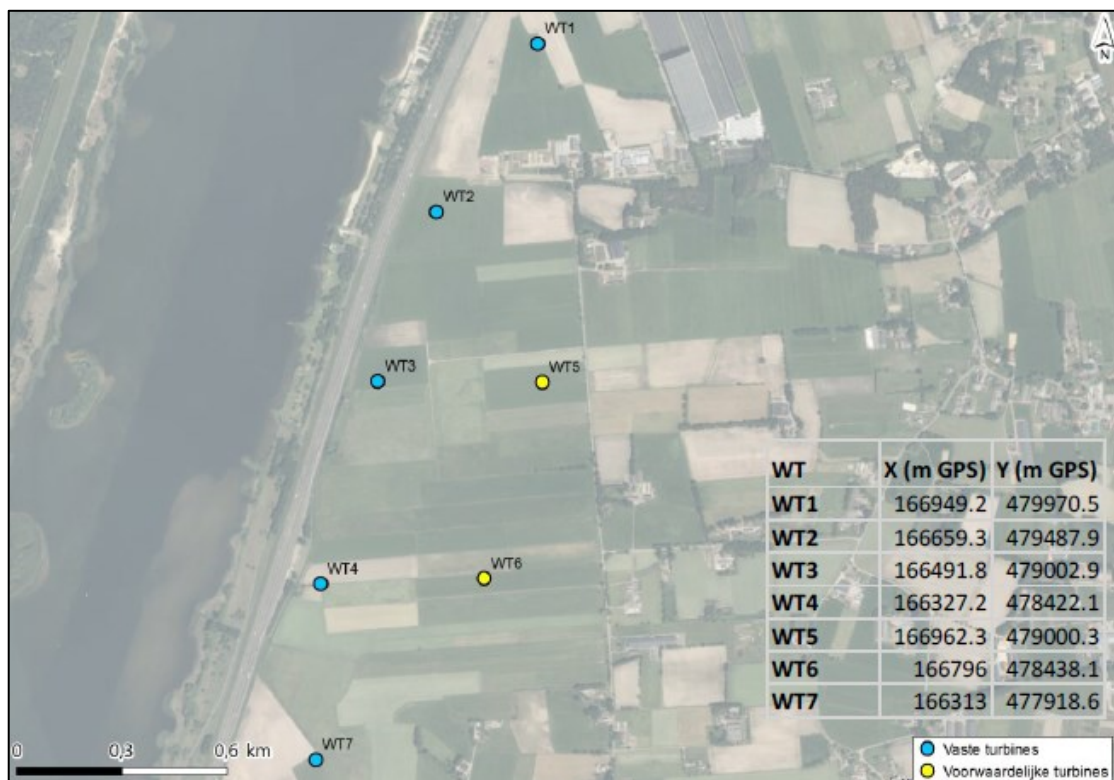 WT1
N
WT2
WT3
WT5
WT X (m GPS) Y (m GPS)
WT1 166949.2 479970.5
WT2 166659.3 479487.9
WT3 166491.8 479002.9
WT4 166327.2 478422.1
WT5 166962.3 479000.3
WT6 166796 478438.1
WT7 166313 477918.6
WT6
WT4
WT7
0 0,3 0,6 km
Vaste turbines
Voorwaardelijke turbines